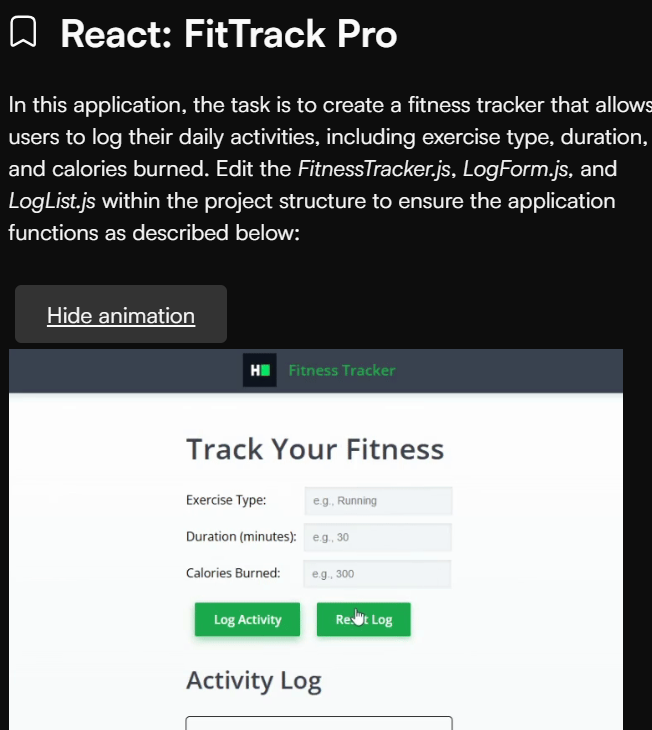 React: FitTrack Pro
In this application, the task is to create a fitness tracker that allows
users to log their daily activities, including exercise type, duration,
and calories burned. Edit the FitnessTracker.js, LogForm.js, and
LogList.js within the project structure to ensure the application
functions as described below:
Hide animation
H Fitness Tracker
Track Your Fitness
Exercise Type: e.g., Running
Duration (minutes): e.g., 30
Calories Burned: e.g., 300
Log Activity Reset Log
Activity Log